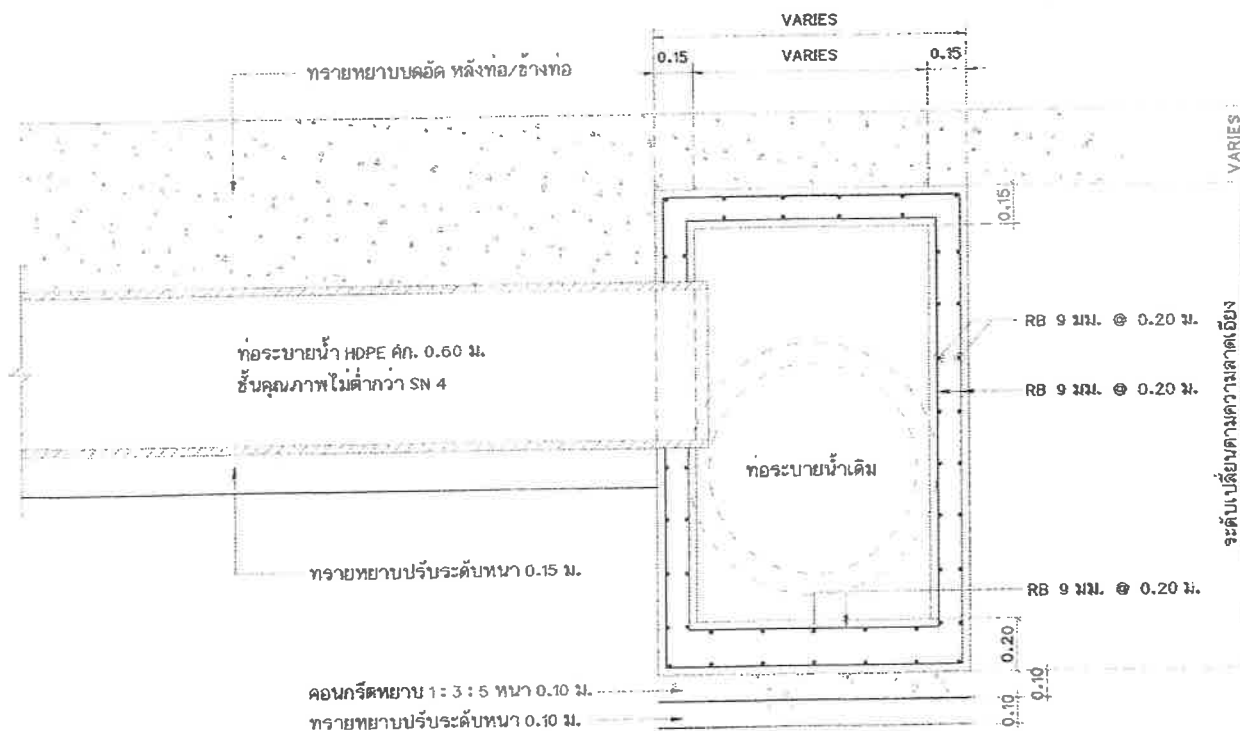 VARIES
0.15
VARIES
0.15
ทรายหยาบบดอัด หลังท่อ/ข้างท่อ
VARIES
0.15
RB 9 มม. @ 0.20 ม.
ท่อระบายน้ำ HDPE ศก. 0.60 ม.
ชั้นคุณภาพไม่ต่ำกว่า SN 4
RB 9 มม. @ 0.20 ม.
ระดับเปลี่ยนตามความลาดเอียง
ท่อระบายน้ำเดิม
ทรายหยาบปรับระดับหนา 0.15 ม.
RB 9 มม. @ 0.20 ม.
0.20
0.10
คอนกรีตหยาบ 1 : 3 : 5 หนา 0.10 ม.
0.10
ทรายหยาบปรับระดับหนา 0.10 ม.